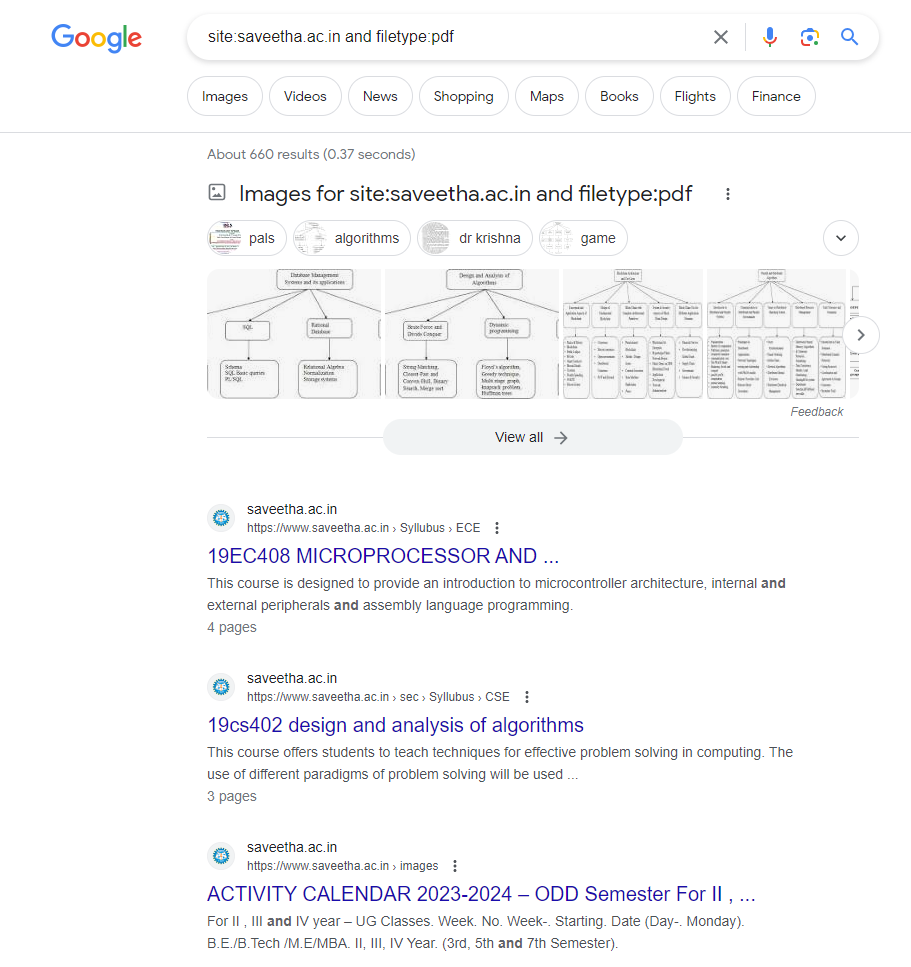 Google
site:saveetha.ac.in and filetype:pdf
Images
Videos
News
Shopping
Maps
Books
Flights
Finance
About 660 results (0.37 seconds)
Images for site:saveetha.ac.in and filetype:pdf
pals
algorithms
dr krishna
game
Database Management
Systems and its applications
SQL
Rational
Database
Schema
SQL Basic queries
PL/SQL
Relational Algebra
Normalization
Storage systems
Design and Analysis of
Algorithms
Brute Force and
Divide Conquer
Dynamic
programming
String Matching,
Closest-Pair and
Convex Hull, Binary
Search, Merge sort
Floyd's algorithm,
Greedy technique,
Multi stage graph,
knapsack problem,
Huffman trees
Feedback
View all
saveetha.ac.in
https://www.saveetha.ac.in › Syllubus › ECE
19EC408 MICROPROCESSOR AND ...
This course is designed to provide an introduction to microcontroller architecture, internal and
external peripherals and assembly language programming.
4 pages
saveetha.ac.in
https://www.saveetha.ac.in › sec › Syllubus › CSE
19cs402 design and analysis of algorithms
This course offers students to teach techniques for effective problem solving in computing. The
use of different paradigms of problem solving will be used ...
3 pages
saveetha.ac.in
https://www.saveetha.ac.in › images
ACTIVITY CALENDAR 2023-2024 – ODD Semester For II , ...
For II , III and IV year – UG Classes. Week. No. Week-. Starting. Date (Day-. Monday).
B.E./B.Tech /M.E/MBA. II, III, IV Year. (3rd, 5th and 7th Semester).